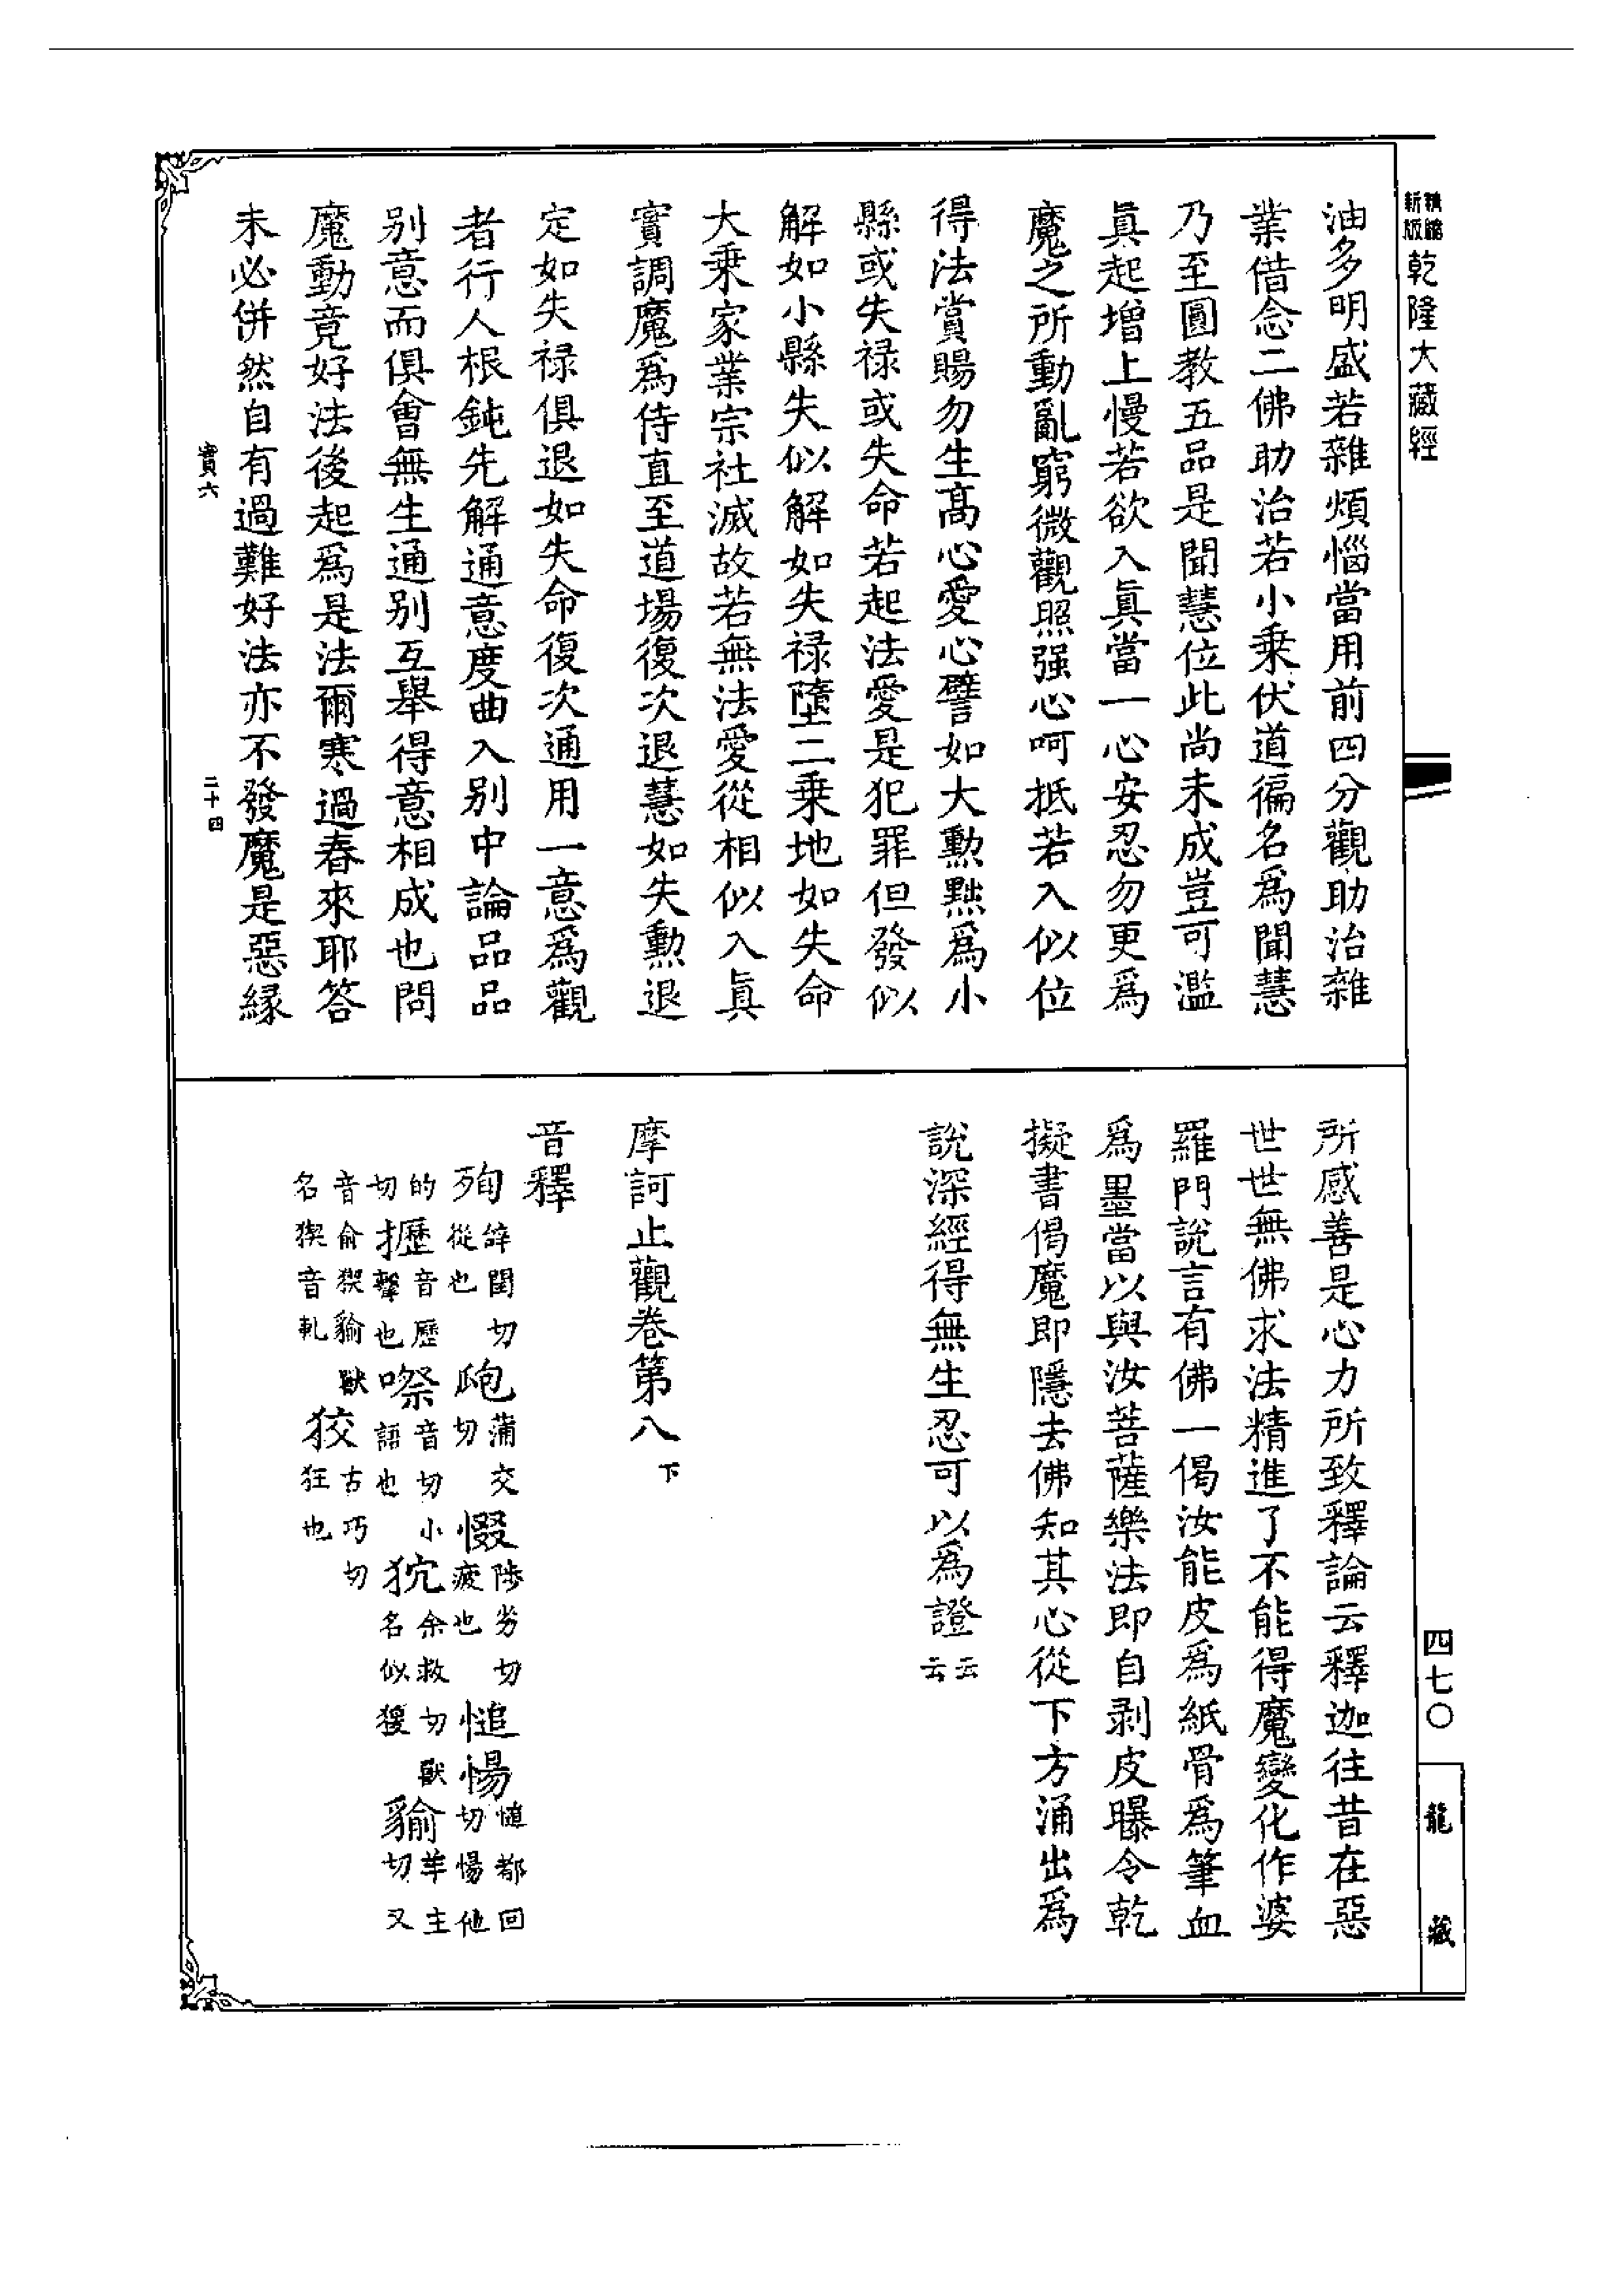 新版
精縮
乾隆大藏經
油多明盛若雜煩惱當用前四分觀助治雜
業借念二佛助治若小乘伏道徧名爲聞慧
乃至圓教五品是聞慧位此尚未成豈可濫
眞起增上慢若欲入眞當一心安忍勿更爲
魔之所動亂窮微觀照强心呵抵若入似位
得法賞賜勿生高心愛心譬如大勳黜爲小
縣或失祿或失命若起法愛是犯罪但發似
解如小縣失似解如失祿墮二乘地如失命
大乘家業宗社滅故若無法愛從相似入眞
實調魔爲侍直至道場復次退慧如失勳退
定如失祿俱退如失命復次通用一意爲觀
者行人根鈍先解通意度曲入別中論品品
別意而俱會無生通別互舉得意相成也問
魔動竟好法後起爲是法爾寒過春來耶答
未必併然自有過難好法亦不發魔是惡緣
實六
二十四
所感善是心力所致釋論云釋迦往昔在惡
世世無佛求法精進了不能得魔變化作婆
羅門說言有佛一偈汝能皮爲紙骨爲筆血
爲墨當以與汝菩薩樂法即自剥皮曝令乾
擬書偈魔即隱去佛知其心從下方涌出爲
說深經得無生忍可以為證云云
摩訶止觀卷第八下
音釋
殉辭閏切從也 皰蒲交切 惙陟劣切疲也 慥愓慥都回切愓他
的切 攊音歷攊擊也 嚓音切小語也 狖余救切獸名似猨 貐羊主切又
音俞猰貐獸名猰音軋 狡古巧切狂也
四七〇
龍藏